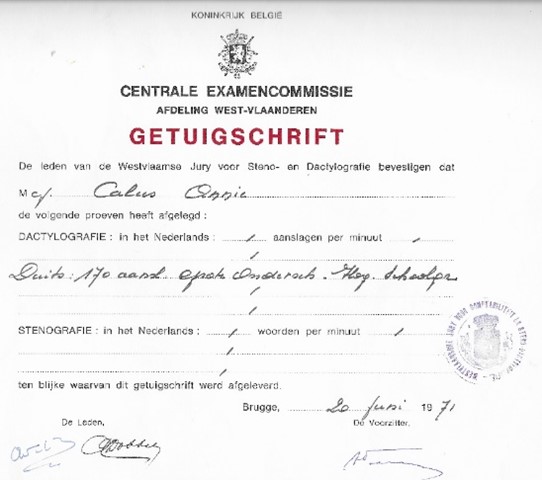 KONINKRIJK BELGIË
CENTRALE EXAMENCOMMISSIE
AFDELING WEST-VLAANDEREN
GETUIGSCHRIFT
De leden van de Westvlaamse Jury voor Steno- en Dactylografie bevestigen dat
Mej. Calus Annie
de volgende proeven heeft afgelegd :
DACTYLOGRAFIE : in het Nederlands : / aanslagen per minuut /
/
Duits : 170 aansl. Ondersch.
/
STENOGRAFIE : in het Nederlands : / woorden per minuut /
/
/
ten blijke waarvan dit getuigschrift werd afgeleverd.
Brugge, 20 juni 1971
De Leden, De Voorzitter,